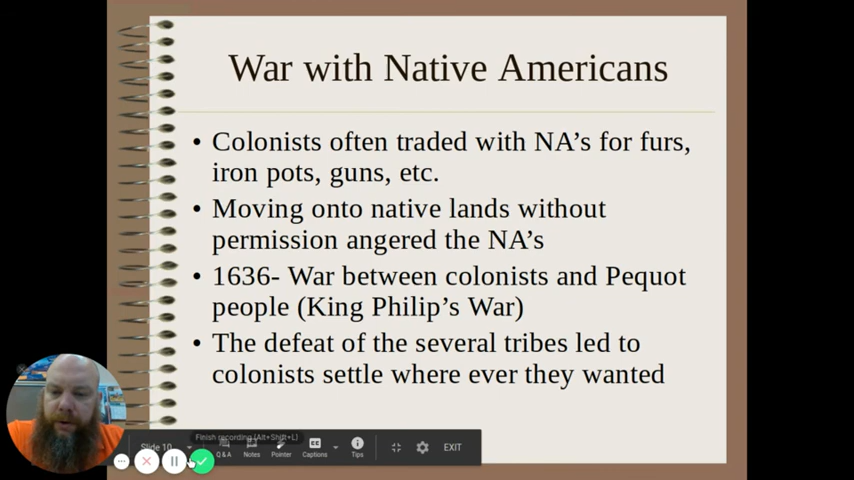 War with Native Americans
• Colonists often traded with NA's for furs,
iron pots, guns, etc.
• Moving onto native lands without
permission angered the NA's
• 1636- War between colonists and Pequot
people (King Philip's War)
• The defeat of the several tribes led to
colonists settle where ever they wanted
Finish recording (Alt+Shift+L)
Slide 10
Q & A Notes Pointer Captions Tips EXIT